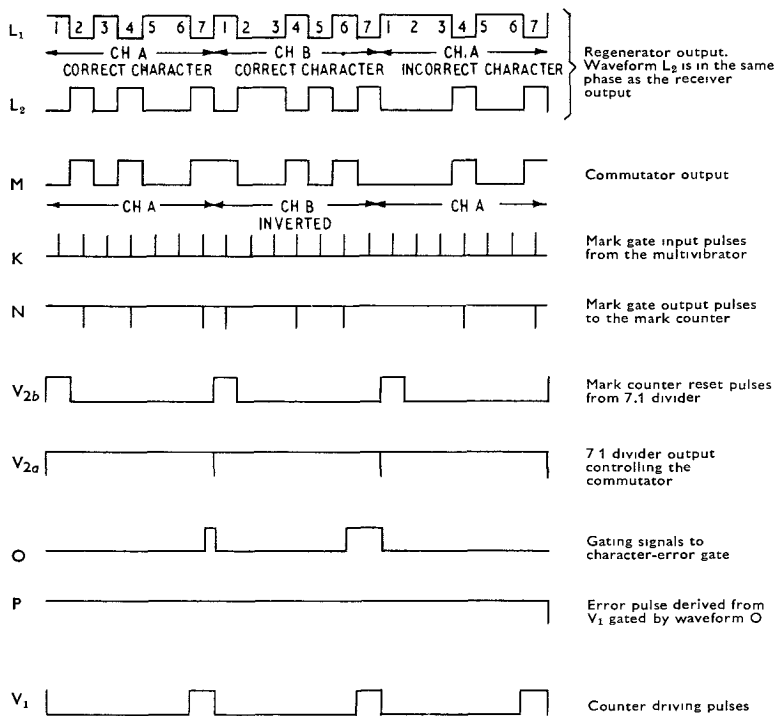 L₁
1 2 3 4 5 6 7 1 2 3 4 5 6 7 1 2 3 4 5 6 7
CH A CH B CH.A
CORRECT CHARACTER CORRECT CHARACTER INCORRECT CHARACTER
Regenerator output.
Waveform L₂ is in the same
phase as the receiver
output
L₂
M
Commutator output
CH A CH B CH A
INVERTED
K
Mark gate input pulses
from the multivibrator
N
Mark gate output pulses
to the mark counter
V₂b
Mark counter reset pulses
from 7.1 divider
V₂a
7 1 divider output
controlling the
commutator
O
Gating signals to
character-error gate
P
Error pulse derived from
V₁ gated by waveform O
V₁
Counter driving pulses